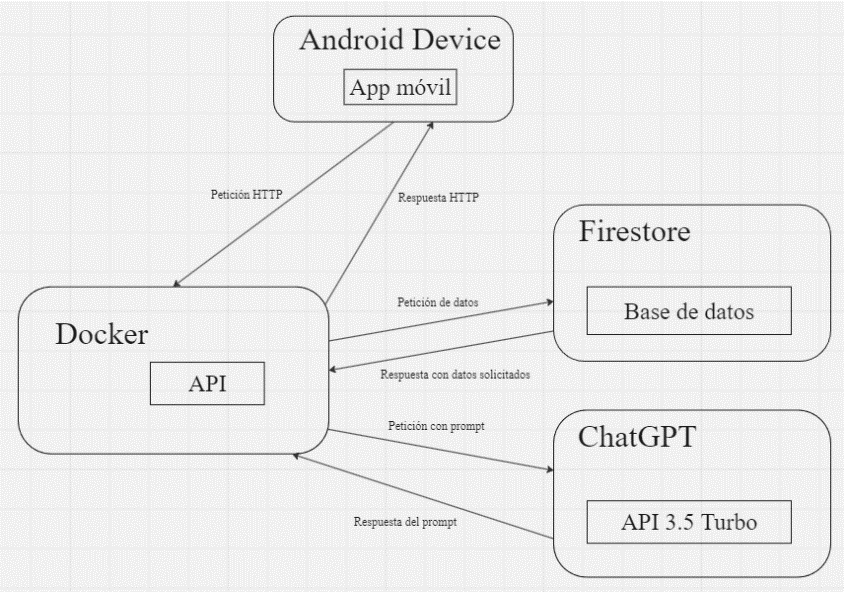 Android Device
App móvil
Petición HTTP
Respuesta HTTP
Firestore
Base de datos
Petición de datos
Docker
API
Respuesta con datos solicitados
Petición con prompt
ChatGPT
API 3.5 Turbo
Respuesta del prompt